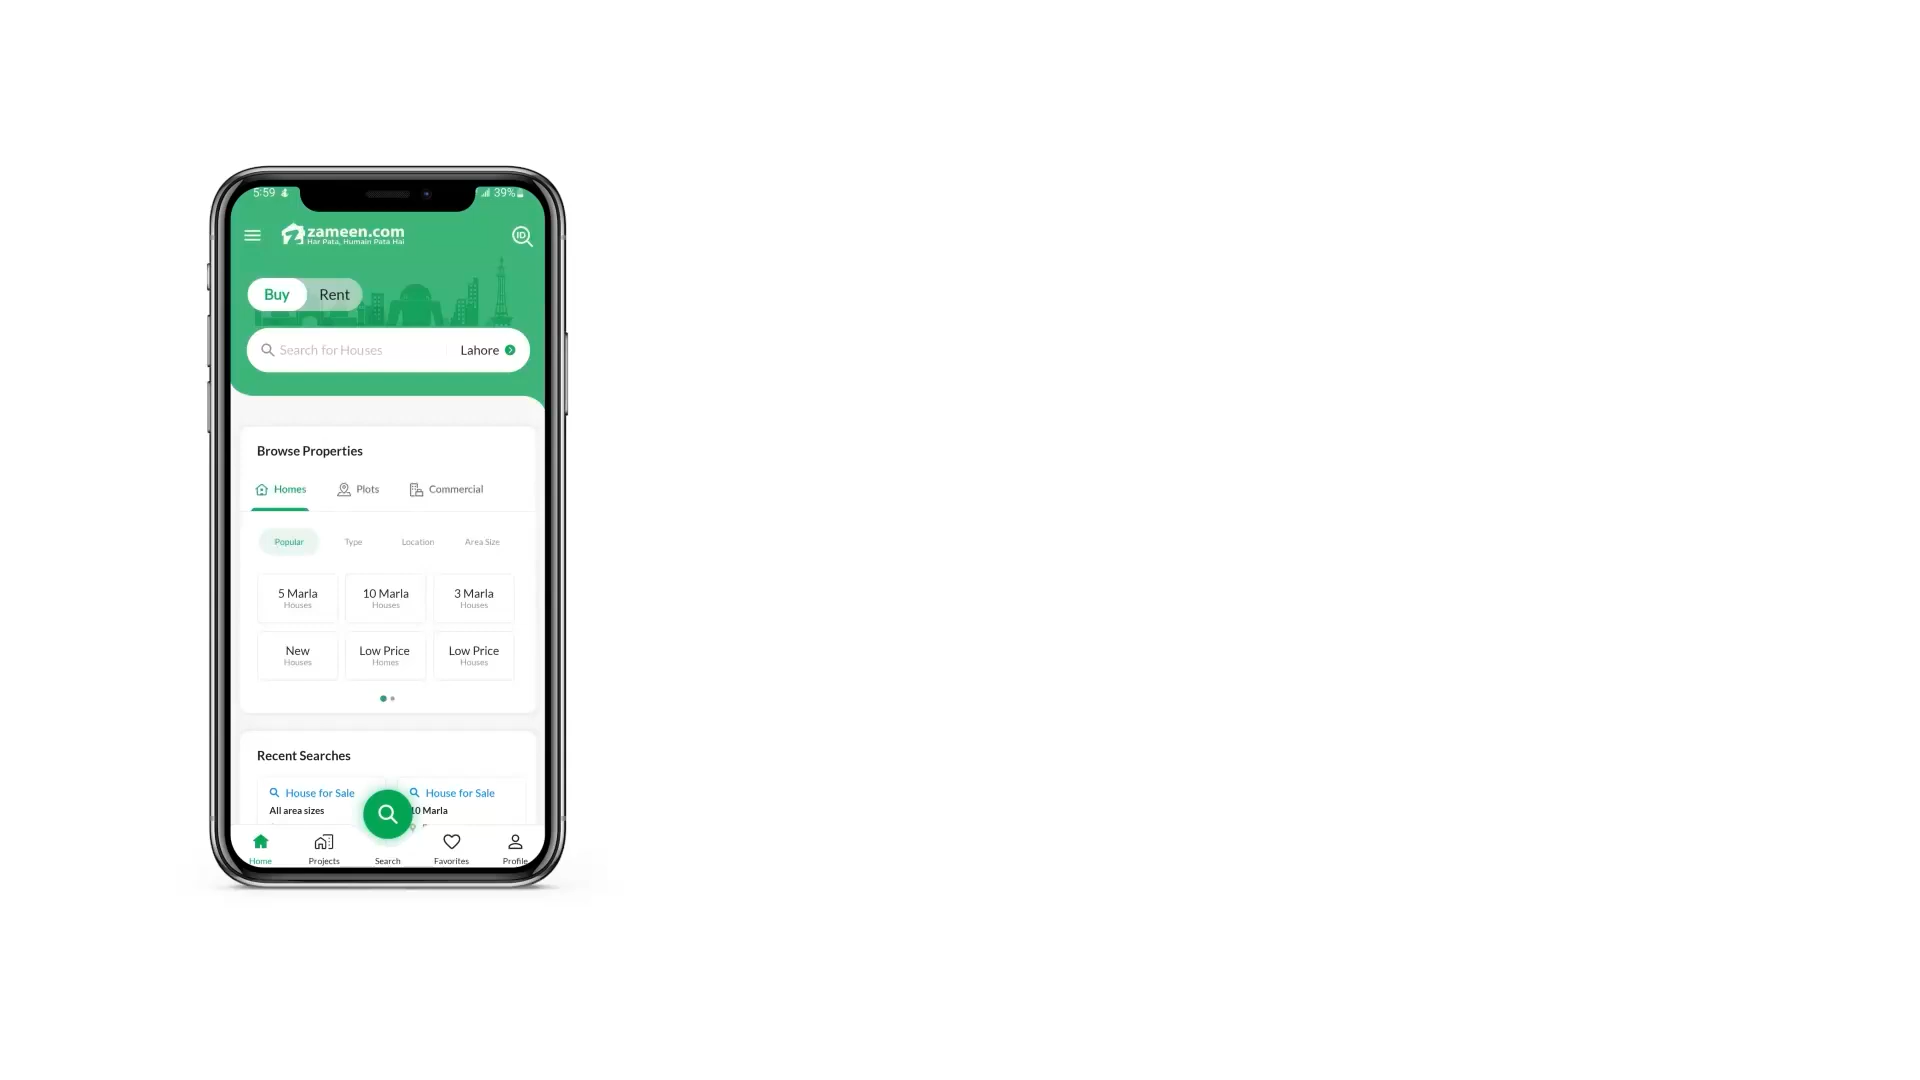 5:59 39%
zameen.com
Har Pata, Humain Pata Hai
ID
Buy Rent
Search for Houses Lahore
Browse Properties
Homes Plots Commercial
Popular Type Location Area Size
5 Marla 10 Marla 3 Marla
Houses Houses Houses
New Low Price Low Price
Houses Homes Houses
Recent Searches
House for Sale House for Sale
All area sizes 10 Marla
Home Projects Search Favorites Profile